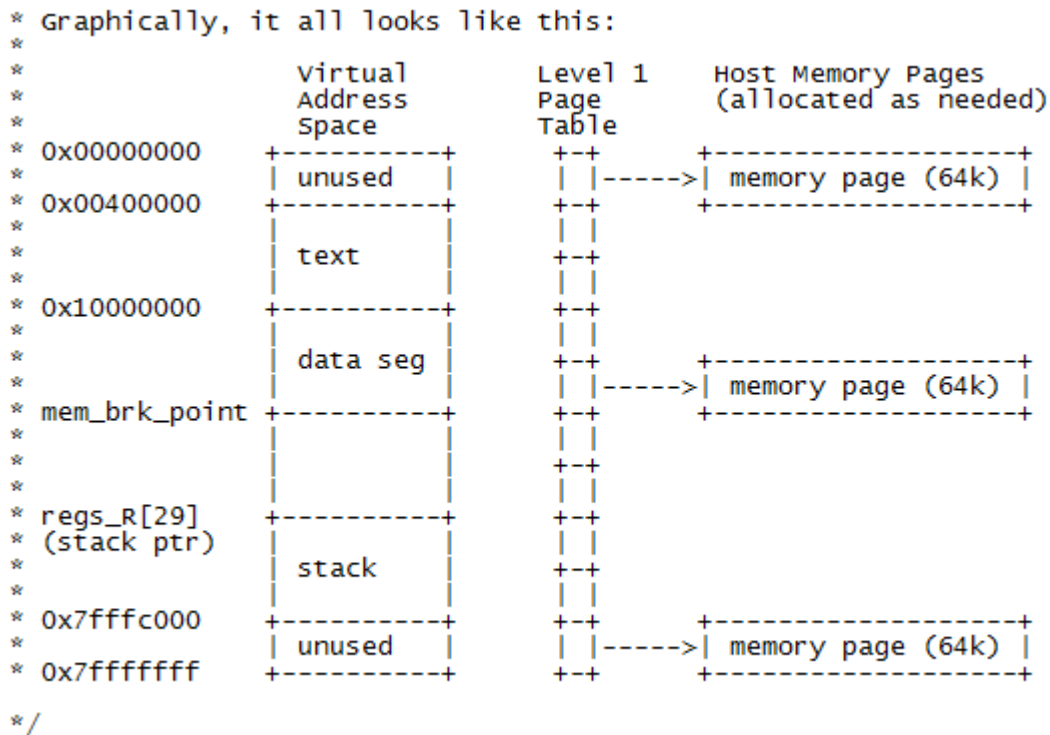 * Graphically, it all looks like this:
*
*                Virtual        Level 1    Host Memory Pages
*                Address        Page       (allocated as needed)
*                Space          Table
* 0x00000000    +----------+      +-+      +-------------------+
*               | unused   |      | |----->| memory page (64k) |
* 0x00400000    +----------+      +-+      +-------------------+
*               |          |      | |
*               | text     |      +-+
*               |          |      | |
* 0x10000000    +----------+      +-+
*               |          |      | |
*               | data seg |      +-+      +-------------------+
*               |          |      | |----->| memory page (64k) |
* mem_brk_point +----------+      +-+      +-------------------+
*               |          |      | |
*               |          |      +-+
*               |          |      | |
* regs_R[29]    +----------+      +-+
* (stack ptr)   |          |      | |
*               | stack    |      +-+
*               |          |      | |
* 0x7fffc000    +----------+      +-+      +-------------------+
*               | unused   |      | |----->| memory page (64k) |
* 0x7fffffff    +----------+      +-+      +-------------------+

*/